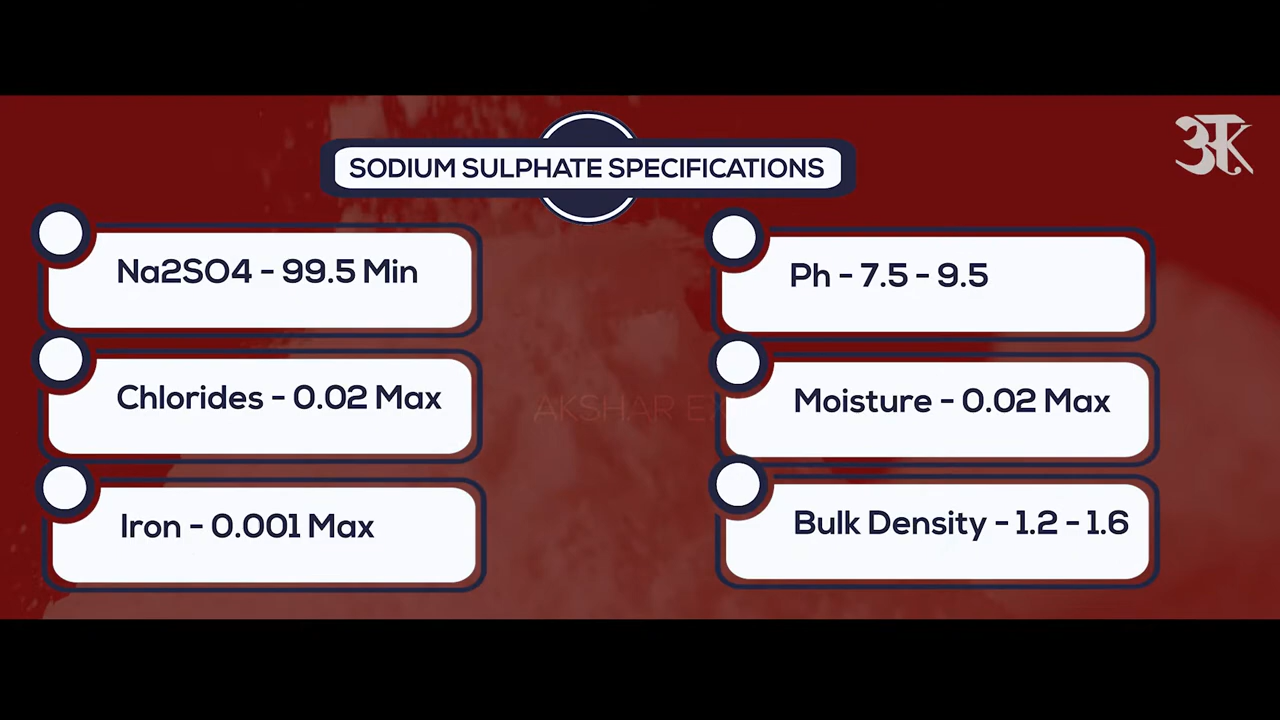 SODIUM SULPHATE SPECIFICATIONS
Na2SO4 - 99.5 Min
Ph - 7.5 - 9.5
Chlorides - 0.02 Max
Moisture - 0.02 Max
AKSHAR
Iron - 0.001 Max
Bulk Density - 1.2 - 1.6